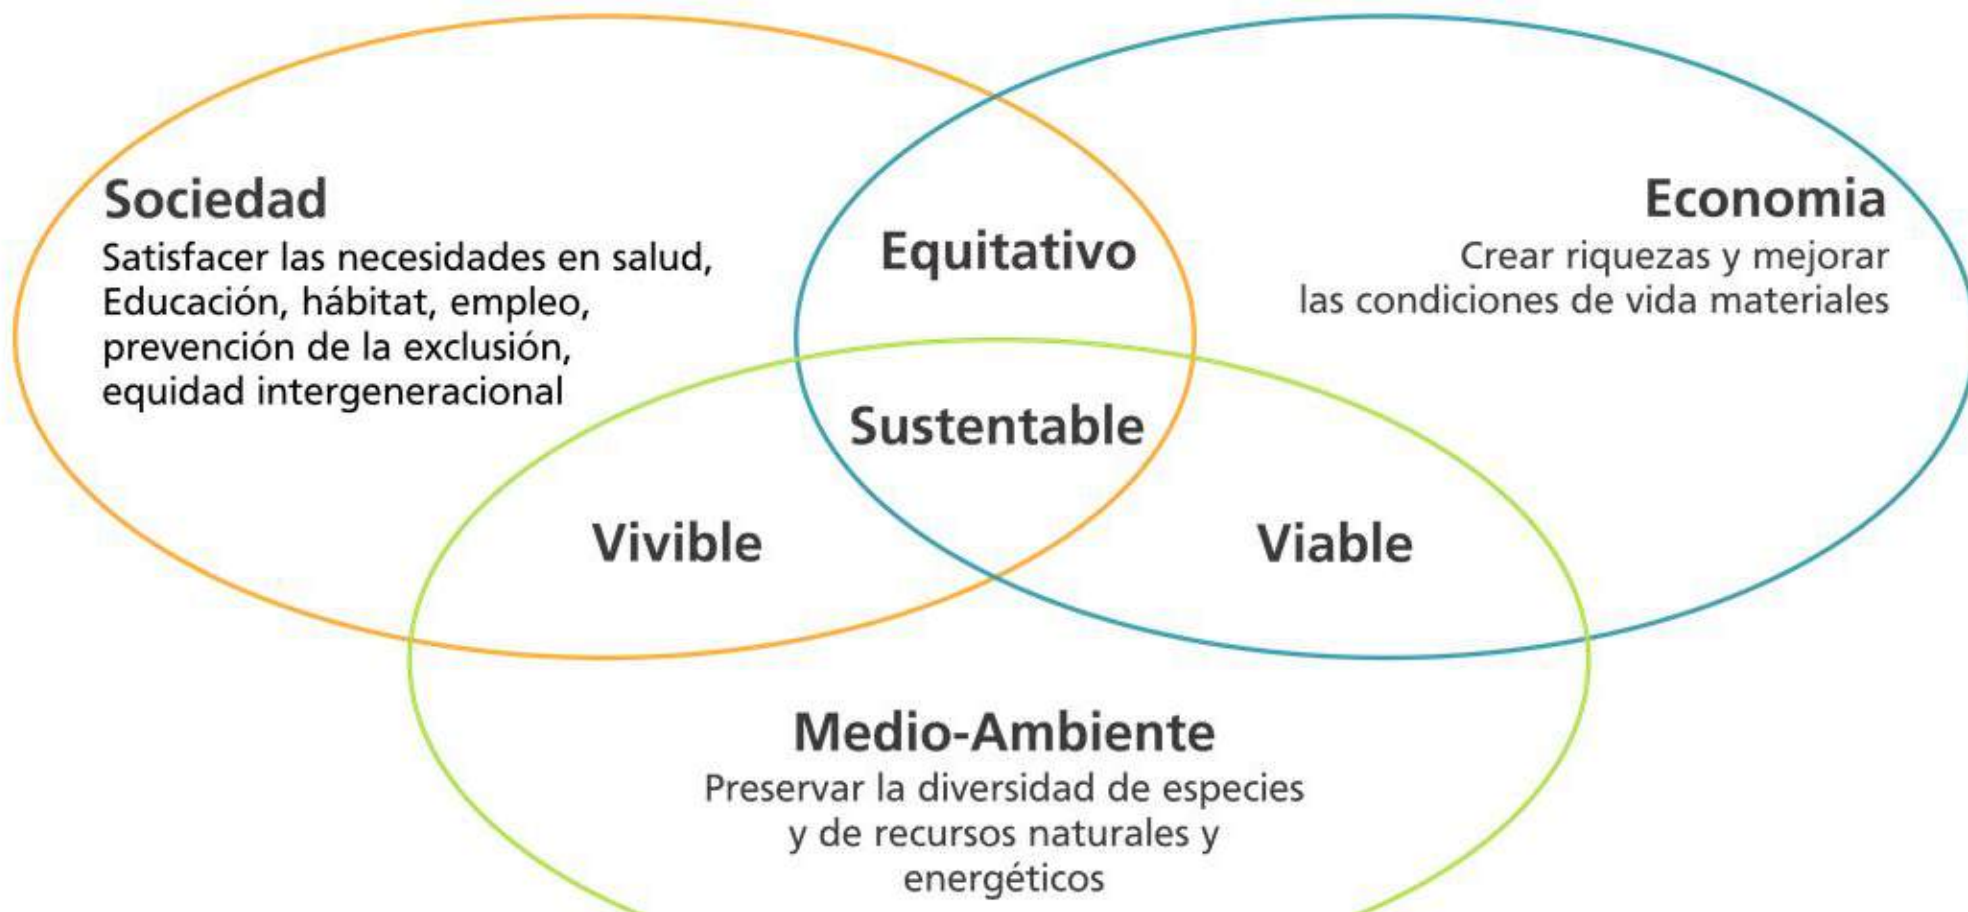 Sociedad
Satisfacer las necesidades en salud,
Educación, hábitat, empleo,
prevención de la exclusión,
equidad intergeneracional
Equitativo
Economia
Crear riquezas y mejorar
las condiciones de vida materiales
Sustentable
Vivible
Viable
Medio-Ambiente
Preservar la diversidad de especies
y de recursos naturales y
energéticos